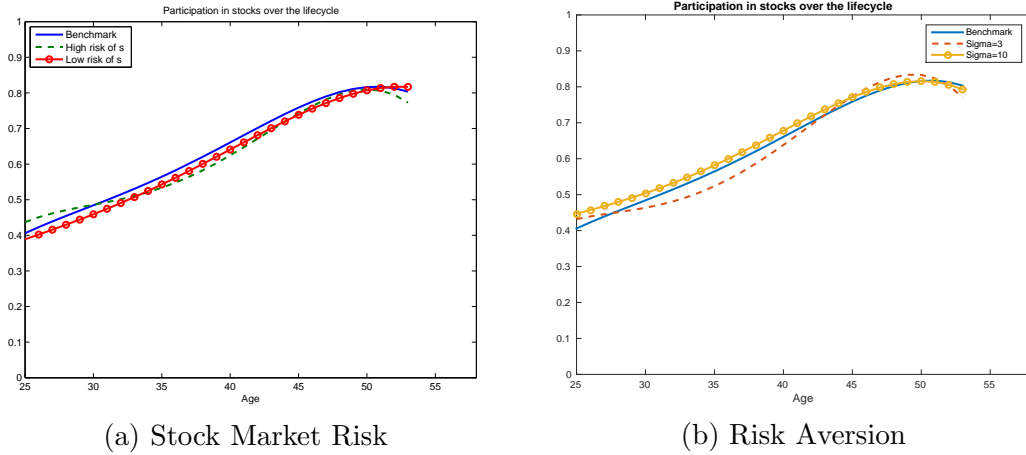 Participation in stocks over the lifecycle
1
0.9
0.8
0.7
0.6
0.5
0.4
0.3
0.2
0.1
0
25 30 35 40 45 50 55
Age
Benchmark
High risk of s
Low risk of s
(a) Stock Market Risk
Participation in stocks over the lifecycle
1
0.9
0.8
0.7
0.6
0.5
0.4
0.3
0.2
0.1
0
25 30 35 40 45 50 55
Age
Benchmark
Sigma=3
Sigma=10
(b) Risk Aversion